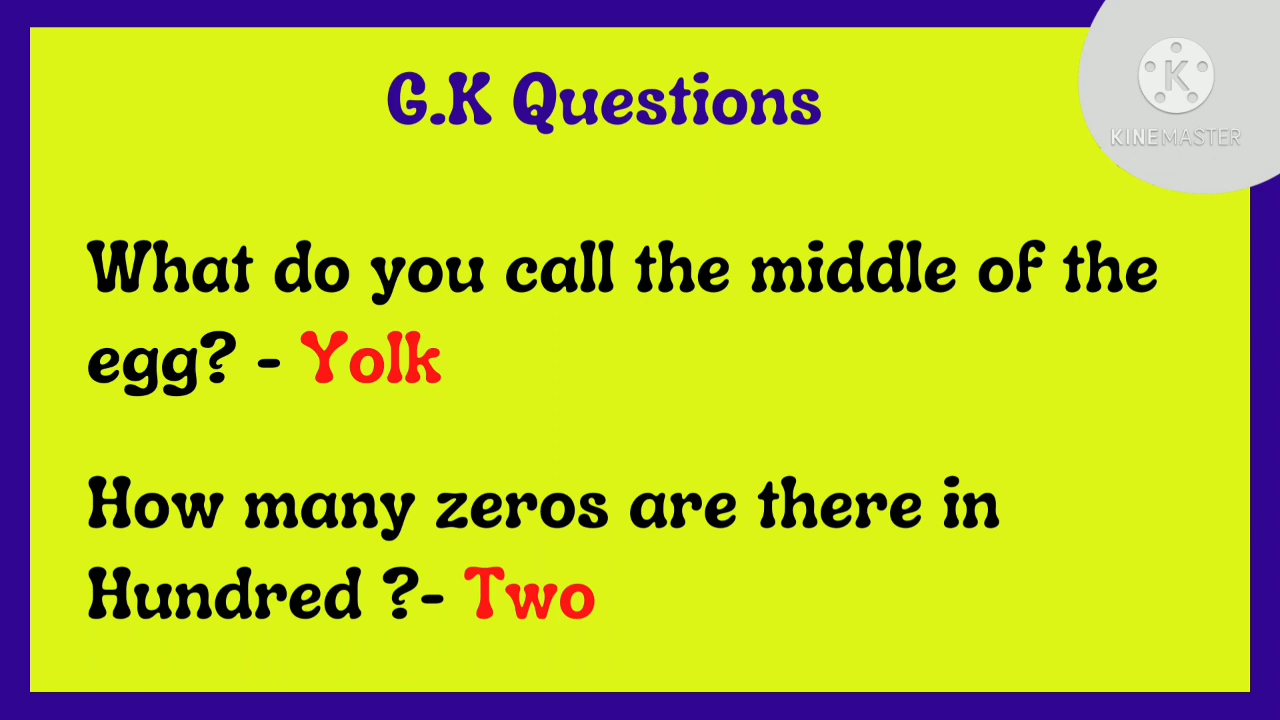 G.K Questions
K
KINEMASTER
What do you call the middle of the
egg? - Yolk
How many zeros are there in
Hundred ?- Two